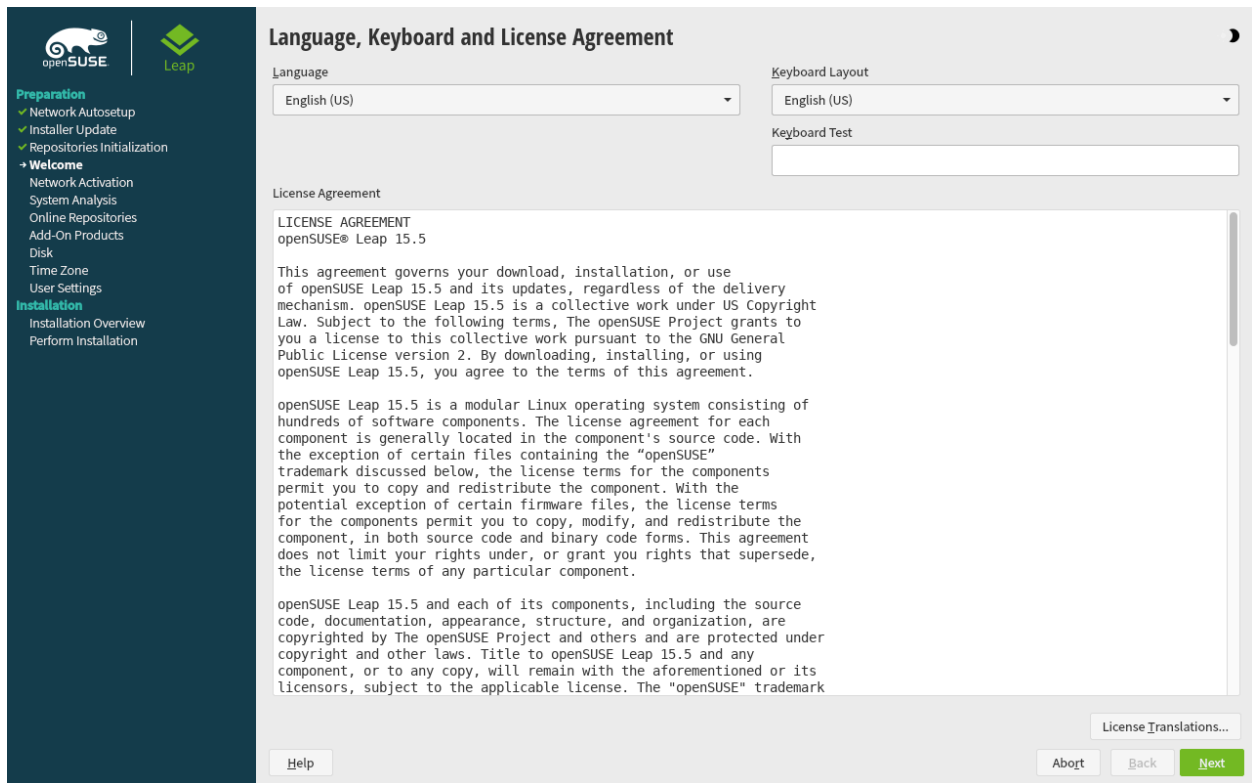 openSUSE
Leap
Preparation
Network Autosetup
Installer Update
Repositories Initialization
Welcome
Network Activation
System Analysis
Online Repositories
Add-On Products
Disk
Time Zone
User Settings
Installation
Installation Overview
Perform Installation
Language, Keyboard and License Agreement
Language
English (US)
Keyboard Layout
English (US)
Keyboard Test
License Agreement
LICENSE AGREEMENT
openSUSE® Leap 15.5
This agreement governs your download, installation, or use
of openSUSE Leap 15.5 and its updates, regardless of the delivery
mechanism. openSUSE Leap 15.5 is a collective work under US Copyright
Law. Subject to the following terms, The openSUSE Project grants to
you a license to this collective work pursuant to the GNU General
Public License version 2. By downloading, installing, or using
openSUSE Leap 15.5, you agree to the terms of this agreement.
openSUSE Leap 15.5 is a modular Linux operating system consisting of
hundreds of software components. The license agreement for each
component is generally located in the component's source code. With
the exception of certain files containing the “openSUSE”
trademark discussed below, the license terms for the components
permit you to copy and redistribute the component. With the
potential exception of certain firmware files, the license terms
for the components permit you to copy, modify, and redistribute the
component, in both source code and binary code forms. This agreement
does not limit your rights under, or grant you rights that supersede,
the license terms of any particular component.
openSUSE Leap 15.5 and each of its components, including the source
code, documentation, appearance, structure, and organization, are
copyrighted by The openSUSE Project and others and are protected under
copyright and other laws. Title to openSUSE Leap 15.5 and any
component, or to any copy, will remain with the aforementioned or its
licensors, subject to the applicable license. The "openSUSE" trademark
License Translations...
Help
Abort
Back
Next